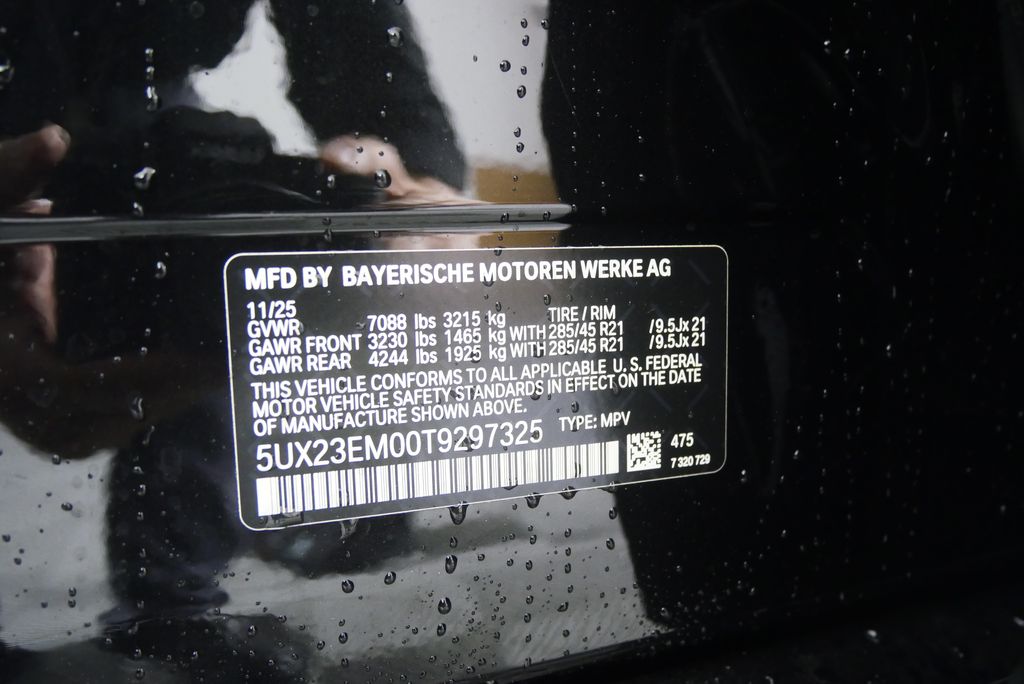 MFD BY BAYERISCHE MOTOREN WERKE AG
11/25
GVWR 7088 lbs 3215 kg TIRE / RIM
GAWR FRONT 3230 lbs 1465 kg WITH 285/45 R21 /9.5Jx 21
GAWR REAR 4244 lbs 1925 kg WITH 285/45 R21 /9.5Jx 21
THIS VEHICLE CONFORMS TO ALL APPLICABLE U. S. FEDERAL
MOTOR VEHICLE SAFETY STANDARDS IN EFFECT ON THE DATE
OF MANUFACTURE SHOWN ABOVE.
5UX23EM00T9297325 TYPE: MPV
475
7 320 729